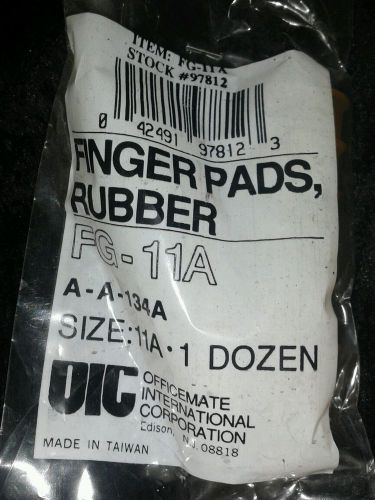 ITEM: FG-11A
STOCK #97812
0 42491 97812 3
FINGER PADS,
RUBBER
FG-11A
A-A-134A
SIZE: 11A • 1 DOZEN
OIC
OFFICEMATE
INTERNATIONAL
CORPORATION
Edison, NJ 08818
MADE IN TAIWAN